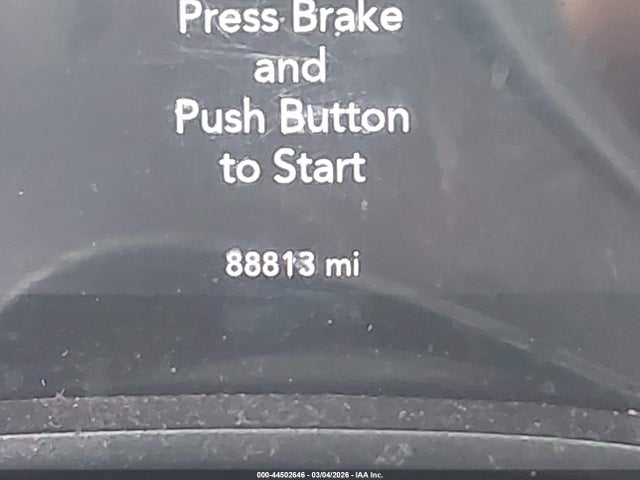 Press Brake
and
Push Button
to Start
88813 mi
000-44502646 - 03/04/2026 - IAA Inc.